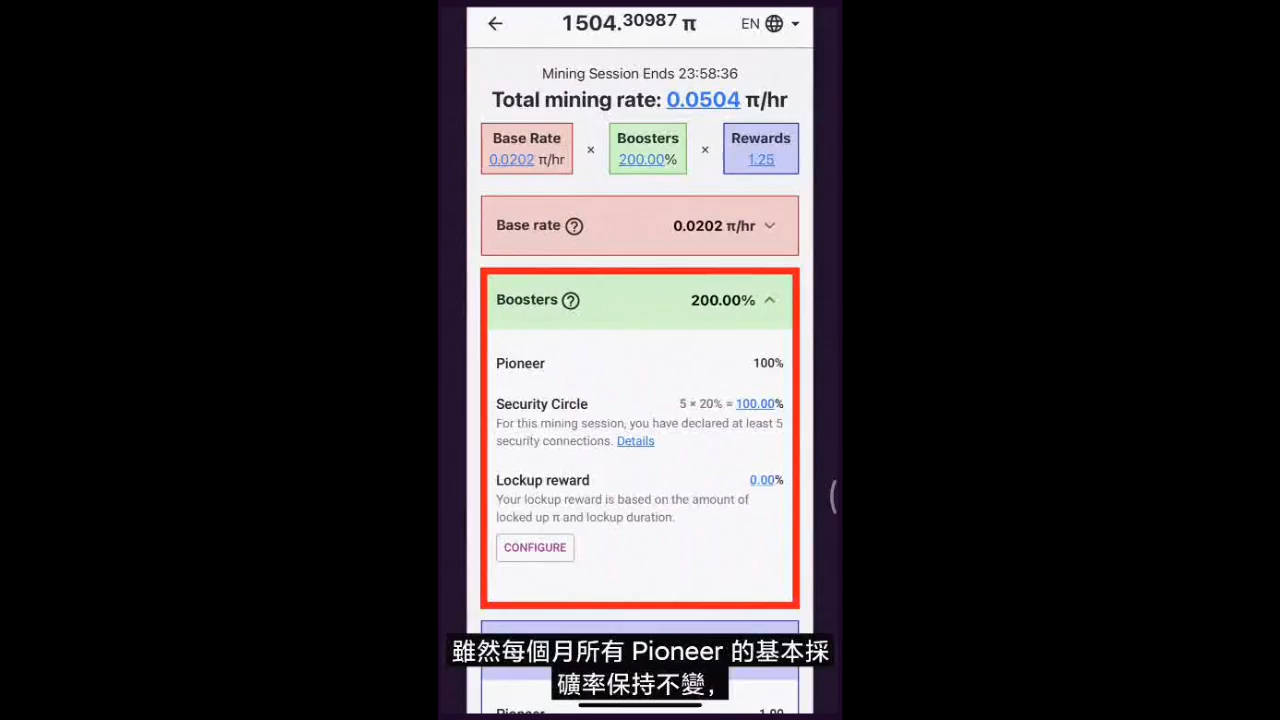 1504.30987 π
EN
Mining Session Ends 23:58:36
Total mining rate: 0.0504 π/hr
Base Rate
0.0202 π/hr
×
Boosters
200.00%
×
Rewards
1.25
Base rate 0.0202 π/hr
Boosters 200.00%
Pioneer 100%
Security Circle 5 × 20% = 100.00%
For this mining session, you have declared at least 5
security connections. Details
Lockup reward 0.00%
Your lockup reward is based on the amount of
locked up π and lockup duration.
CONFIGURE
雖然每個月所有 Pioneer 的基本採
礦率保持不變，
Pioneer 1.00